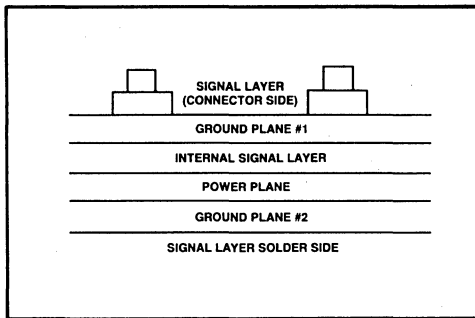 SIGNAL LAYER
(CONNECTOR SIDE)
GROUND PLANE #1
INTERNAL SIGNAL LAYER
POWER PLANE
GROUND PLANE #2
SIGNAL LAYER SOLDER SIDE